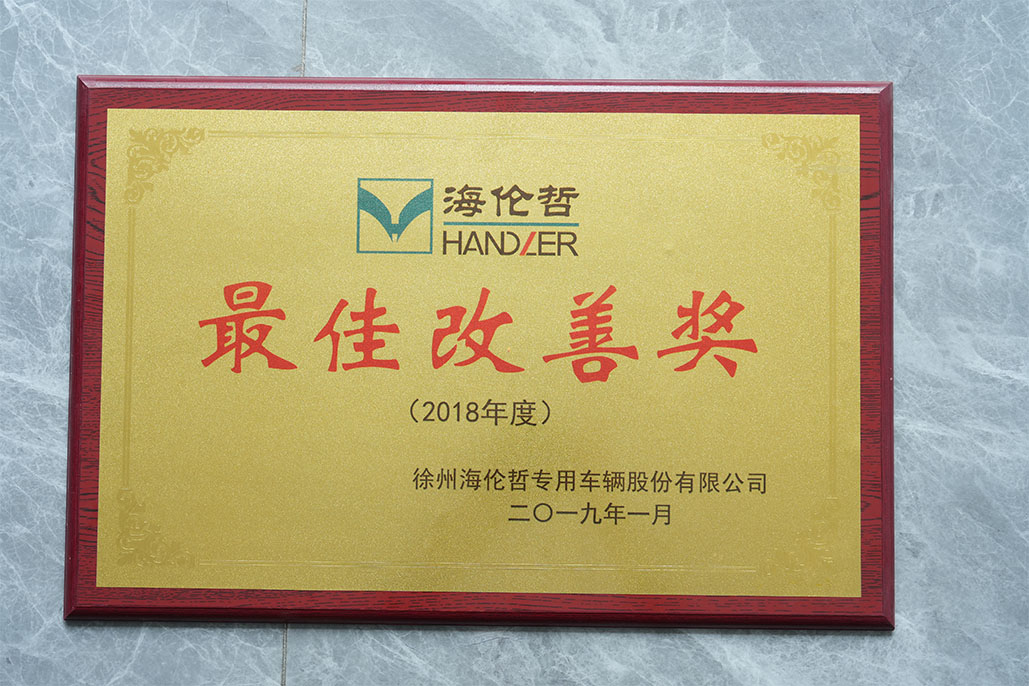 海伦哲
HANDLER
最佳改善奖
（2018年度）
徐州海伦哲专用车辆股份有限公司
二〇一九年一月